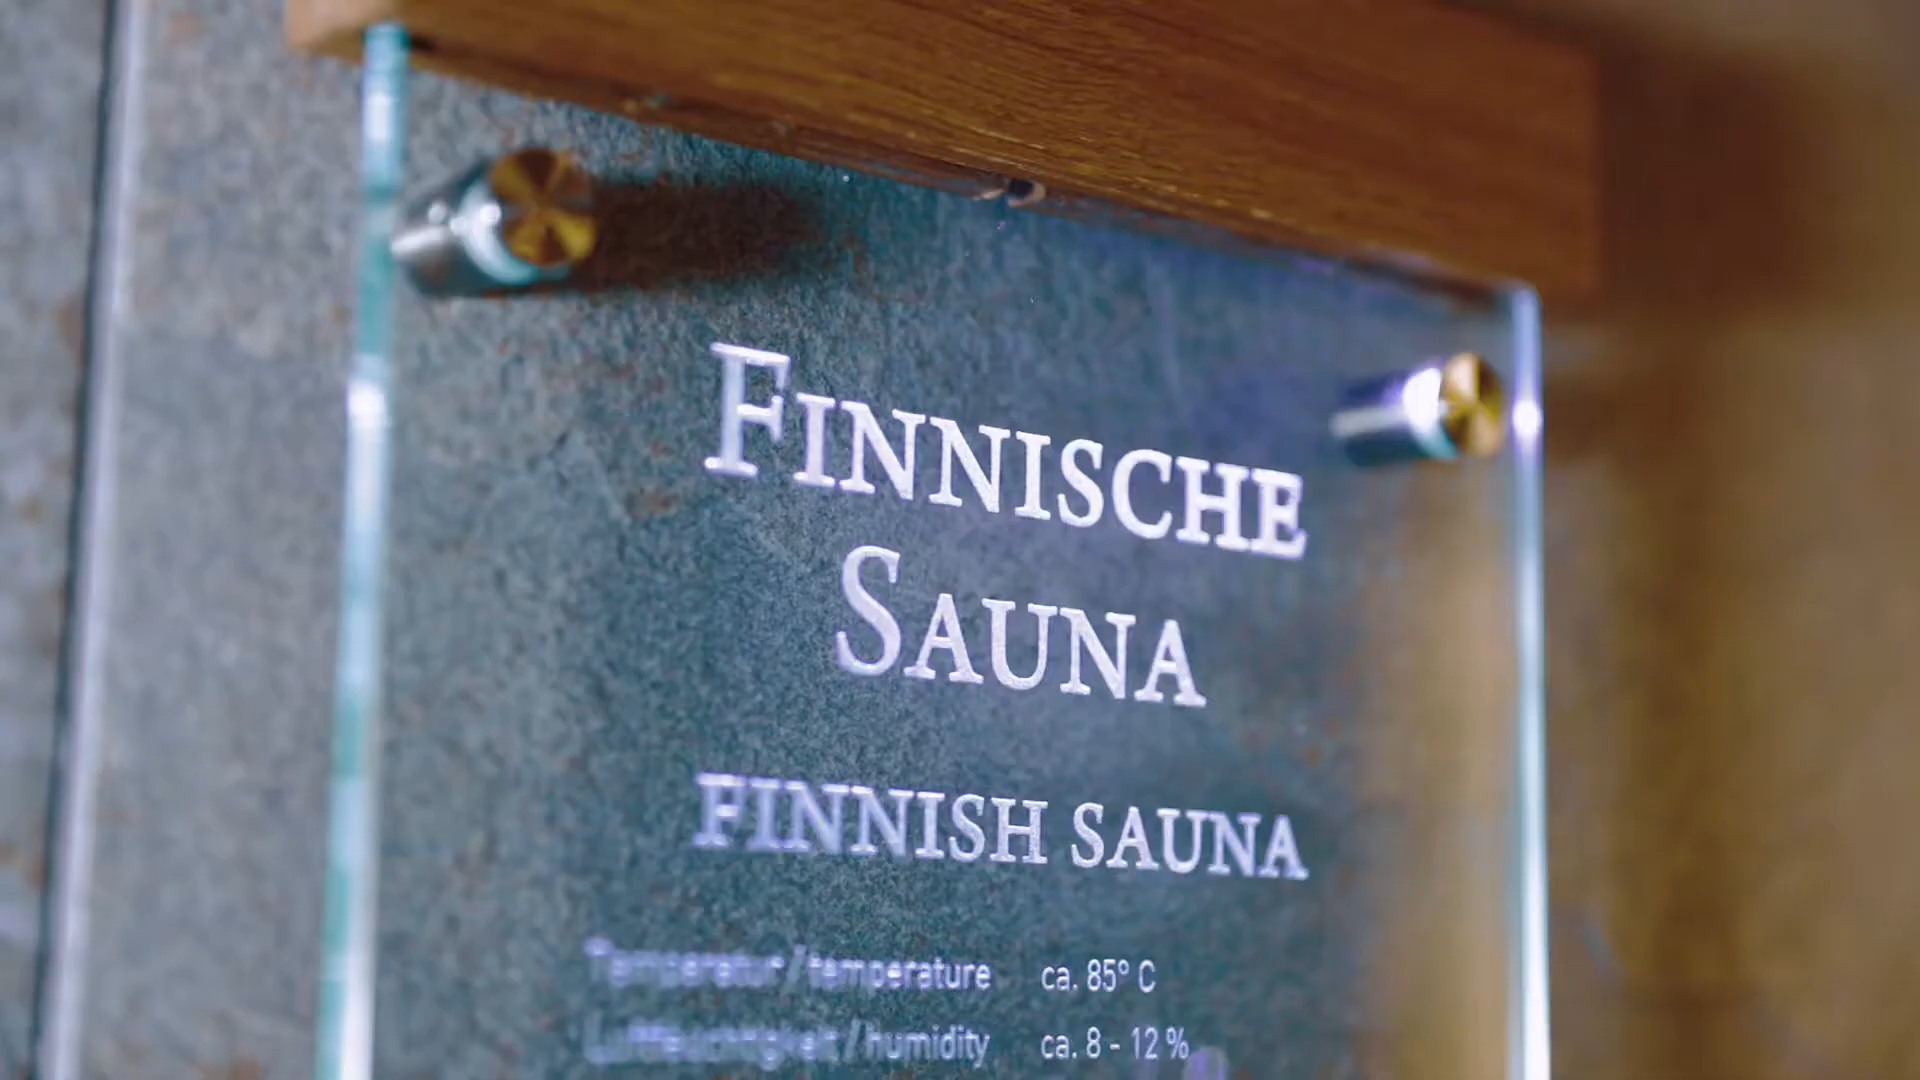 FINNISCHE
SAUNA
FINNISH SAUNA
Temperatur / temperature ca. 85° C
Luftfeuchtigkeit / humidity ca. 8 - 12 %